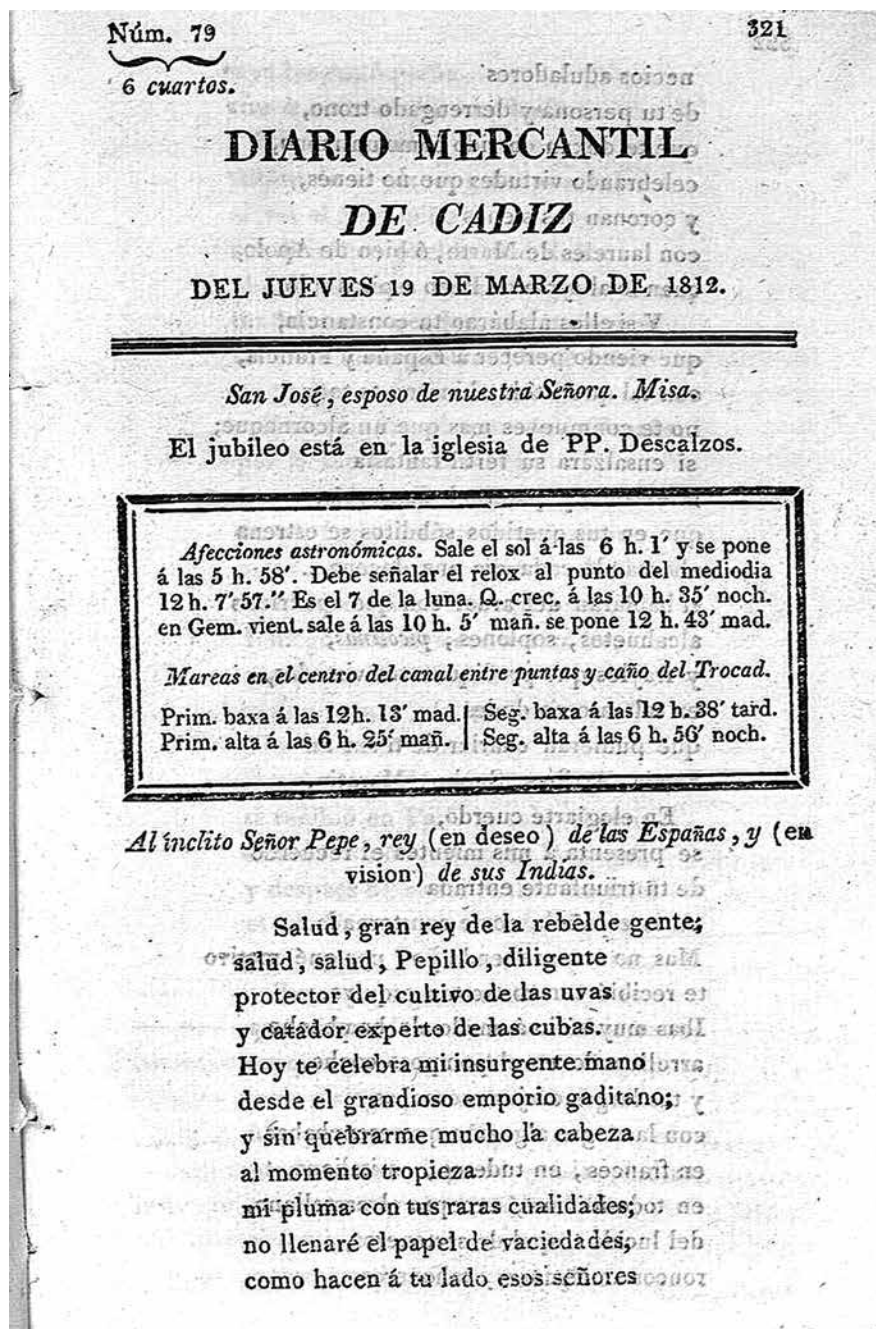 Núm. 79
321
6 cuartos.
DIARIO MERCANTIL
DE CADIZ
DEL JUEVES 19 DE MARZO DE 1812.
San José, esposo de nuestra Señora. Misa.
El jubileo está en la iglesia de PP. Descalzos.
Afecciones astronómicas. Sale el sol á las 6 h. 1′ y se pone
á las 5 h. 58′. Debe señalar el relox al punto del mediodia
12 h. 7′ 57.″ Es el 7 de la luna. Q. crec. á las 10 h. 35′ noch.
en Gem. vient. sale á las 10 h. 5′ mañ. se pone 12 h. 43′ mad.
Mareas en el centro del canal entre puntas y caño del Trocad.
Prim. baxa á las 12 h. 13′ mad. | Seg. baxa á las 12 h. 38′ tard.
Prim. alta á las 6 h. 25′ mañ. | Seg. alta á las 6 h. 56′ noch.
Al ínclito Señor Pepe, rey (en deseo) de las Españas, y (en
vision) de sus Indias.
Salud, gran rey de la rebelde gente;
salud, salud, Pepillo, diligente
protector del cultivo de las uvas
y catador experto de las cubas.
Hoy te celebra mi insurgente mano
desde el grandioso emporio gaditano;
y sin quebrarme mucho la cabeza
al momento tropieza
mi pluma con tus raras cualidades;
no llenaré el papel de vaciedades,
como hacen á tu lado esos señores